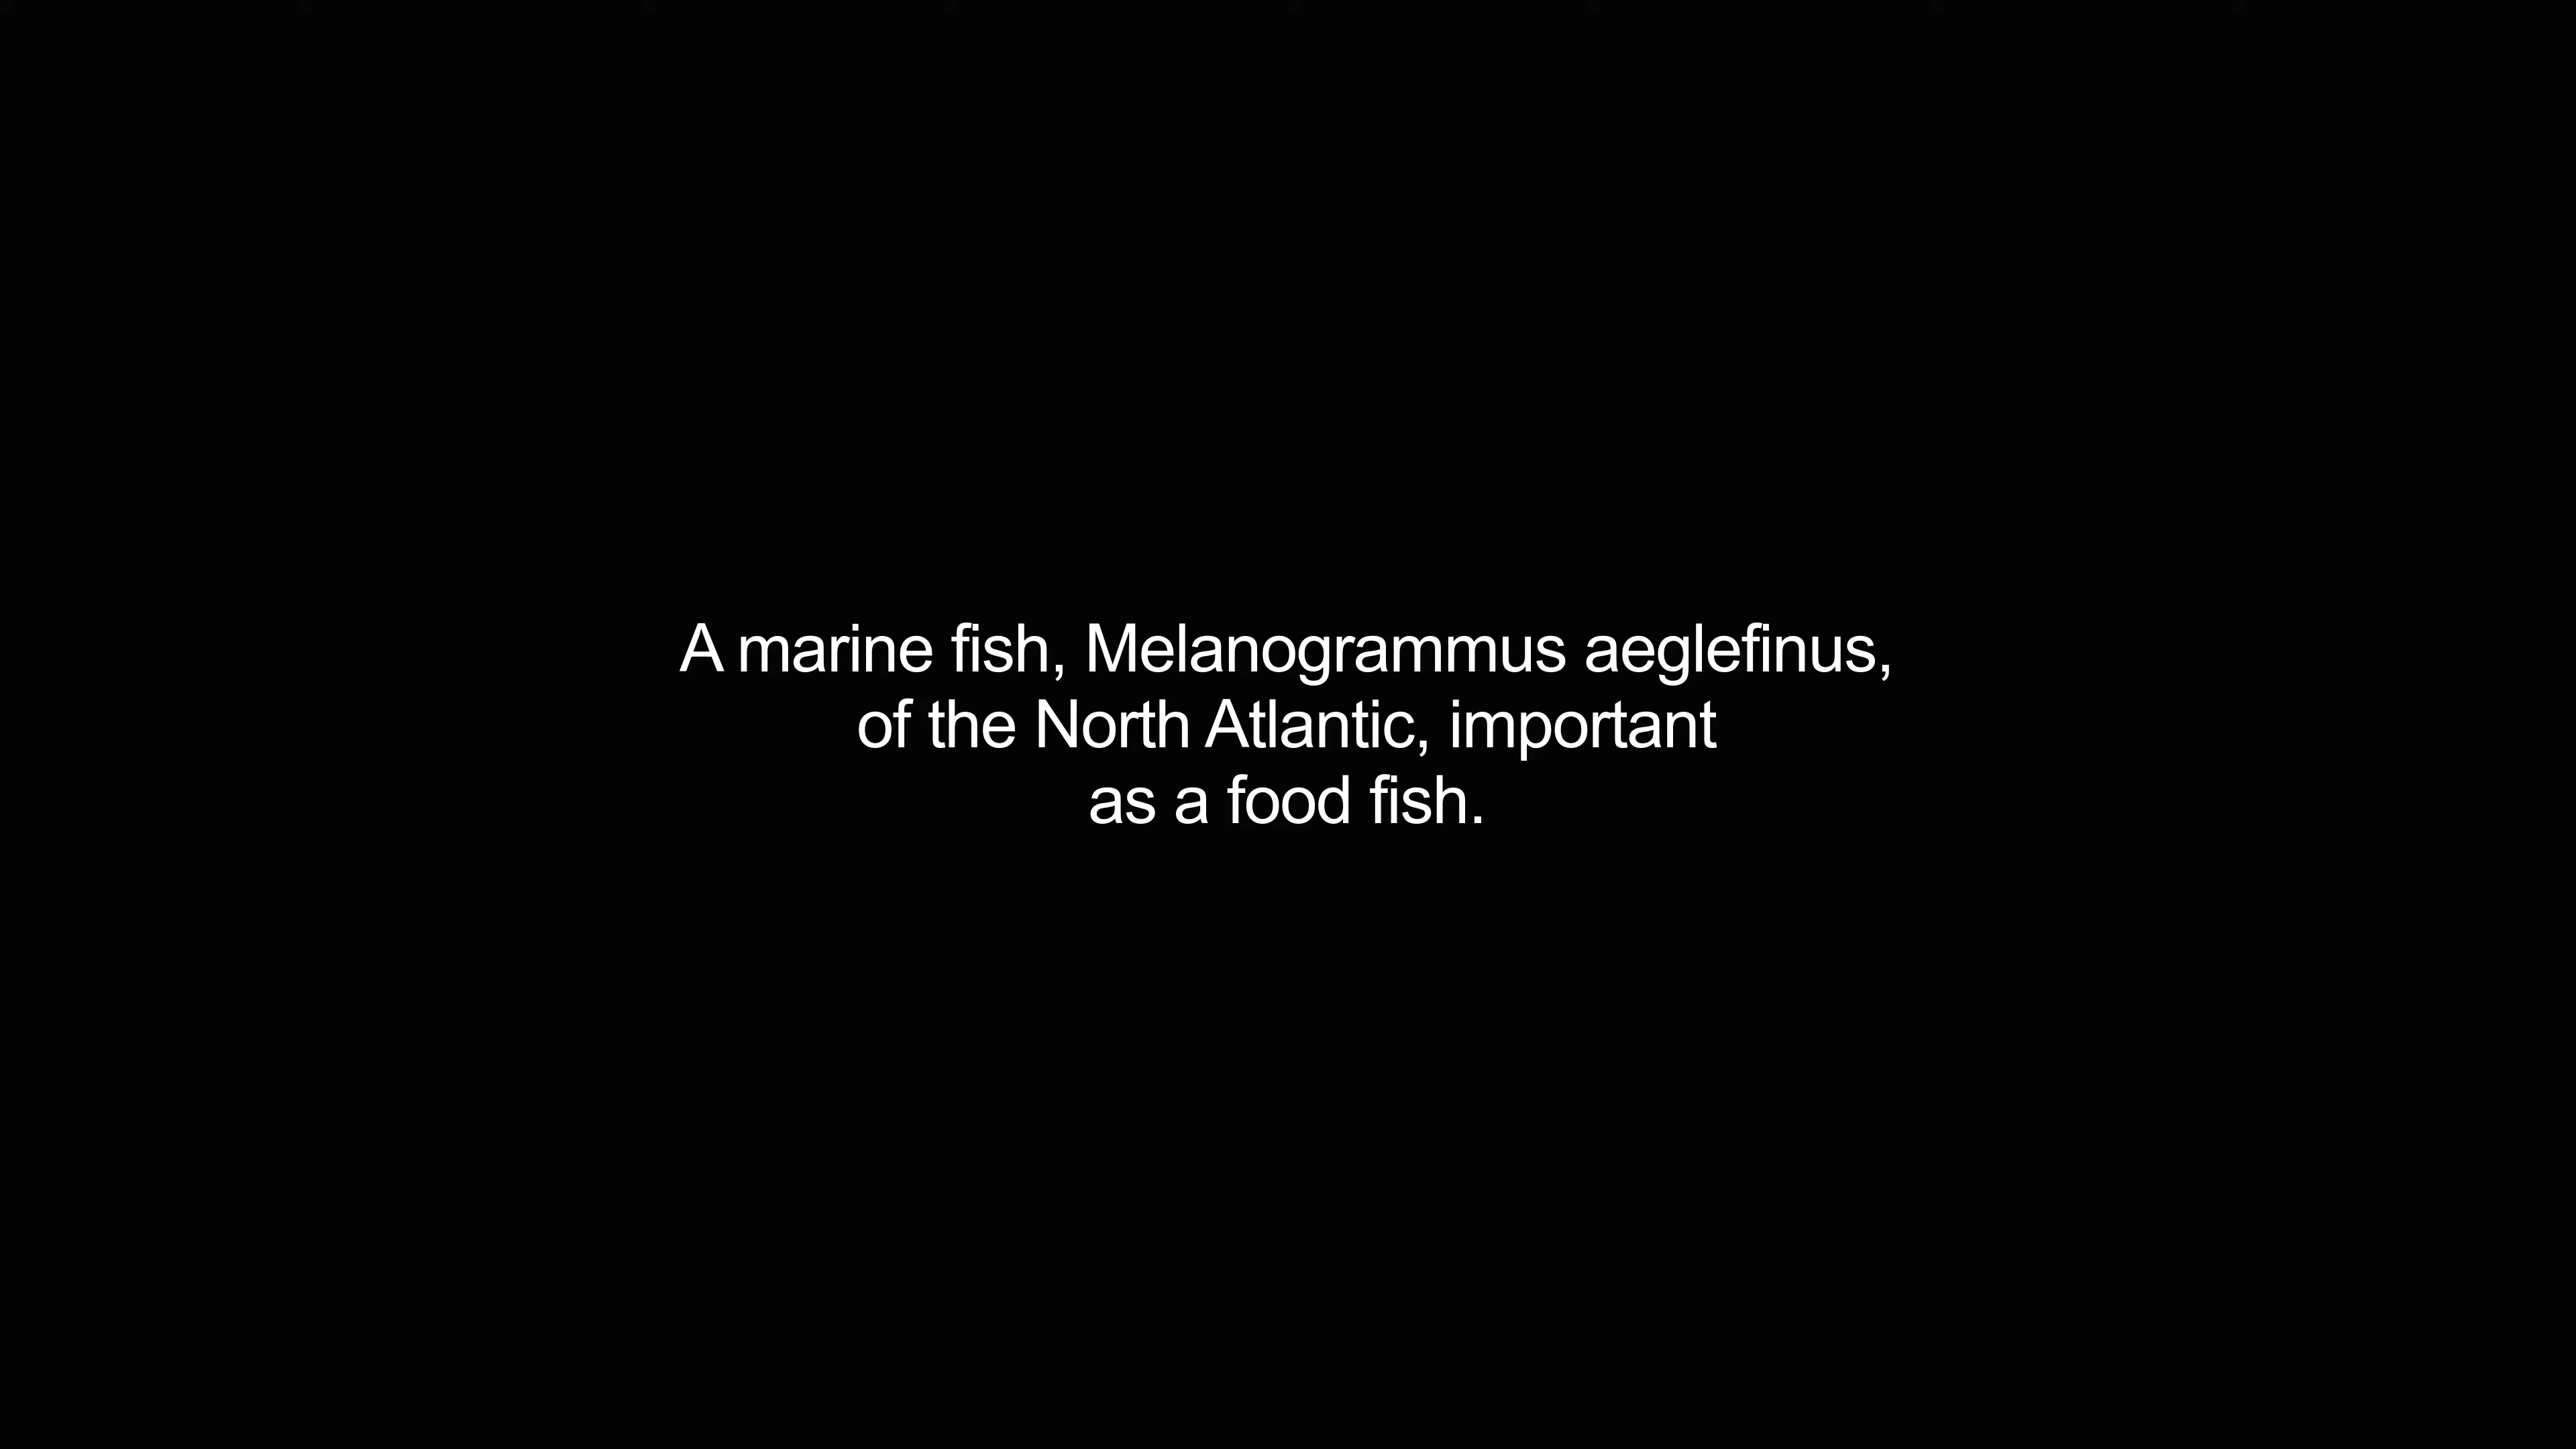 A marine fish, Melanogrammus aeglefinus,
of the North Atlantic, important
as a food fish.